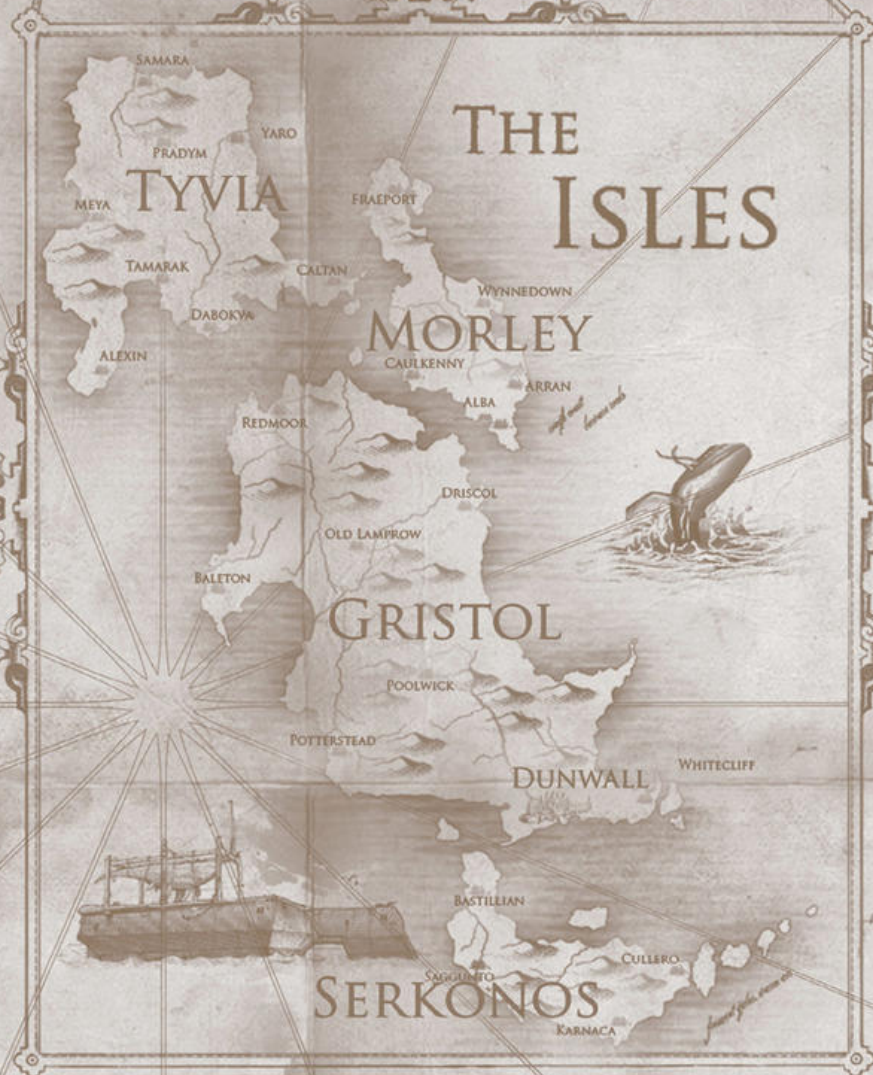 The
Isles
Samara
Yaro
Pradym
Tyvia
Meya
Fraeport
Tamarak
Caltan
Wynnedown
Dabokva
Morley
Alexin
Caulkenny
Arran
Alba
Redmoor
Driscol
Old Lamprow
Baleton
Gristol
Poolwick
Potterstead
Whitecliff
Dunwall
Bastillian
Cullero
Saggunto
Serkonos
Karnaca